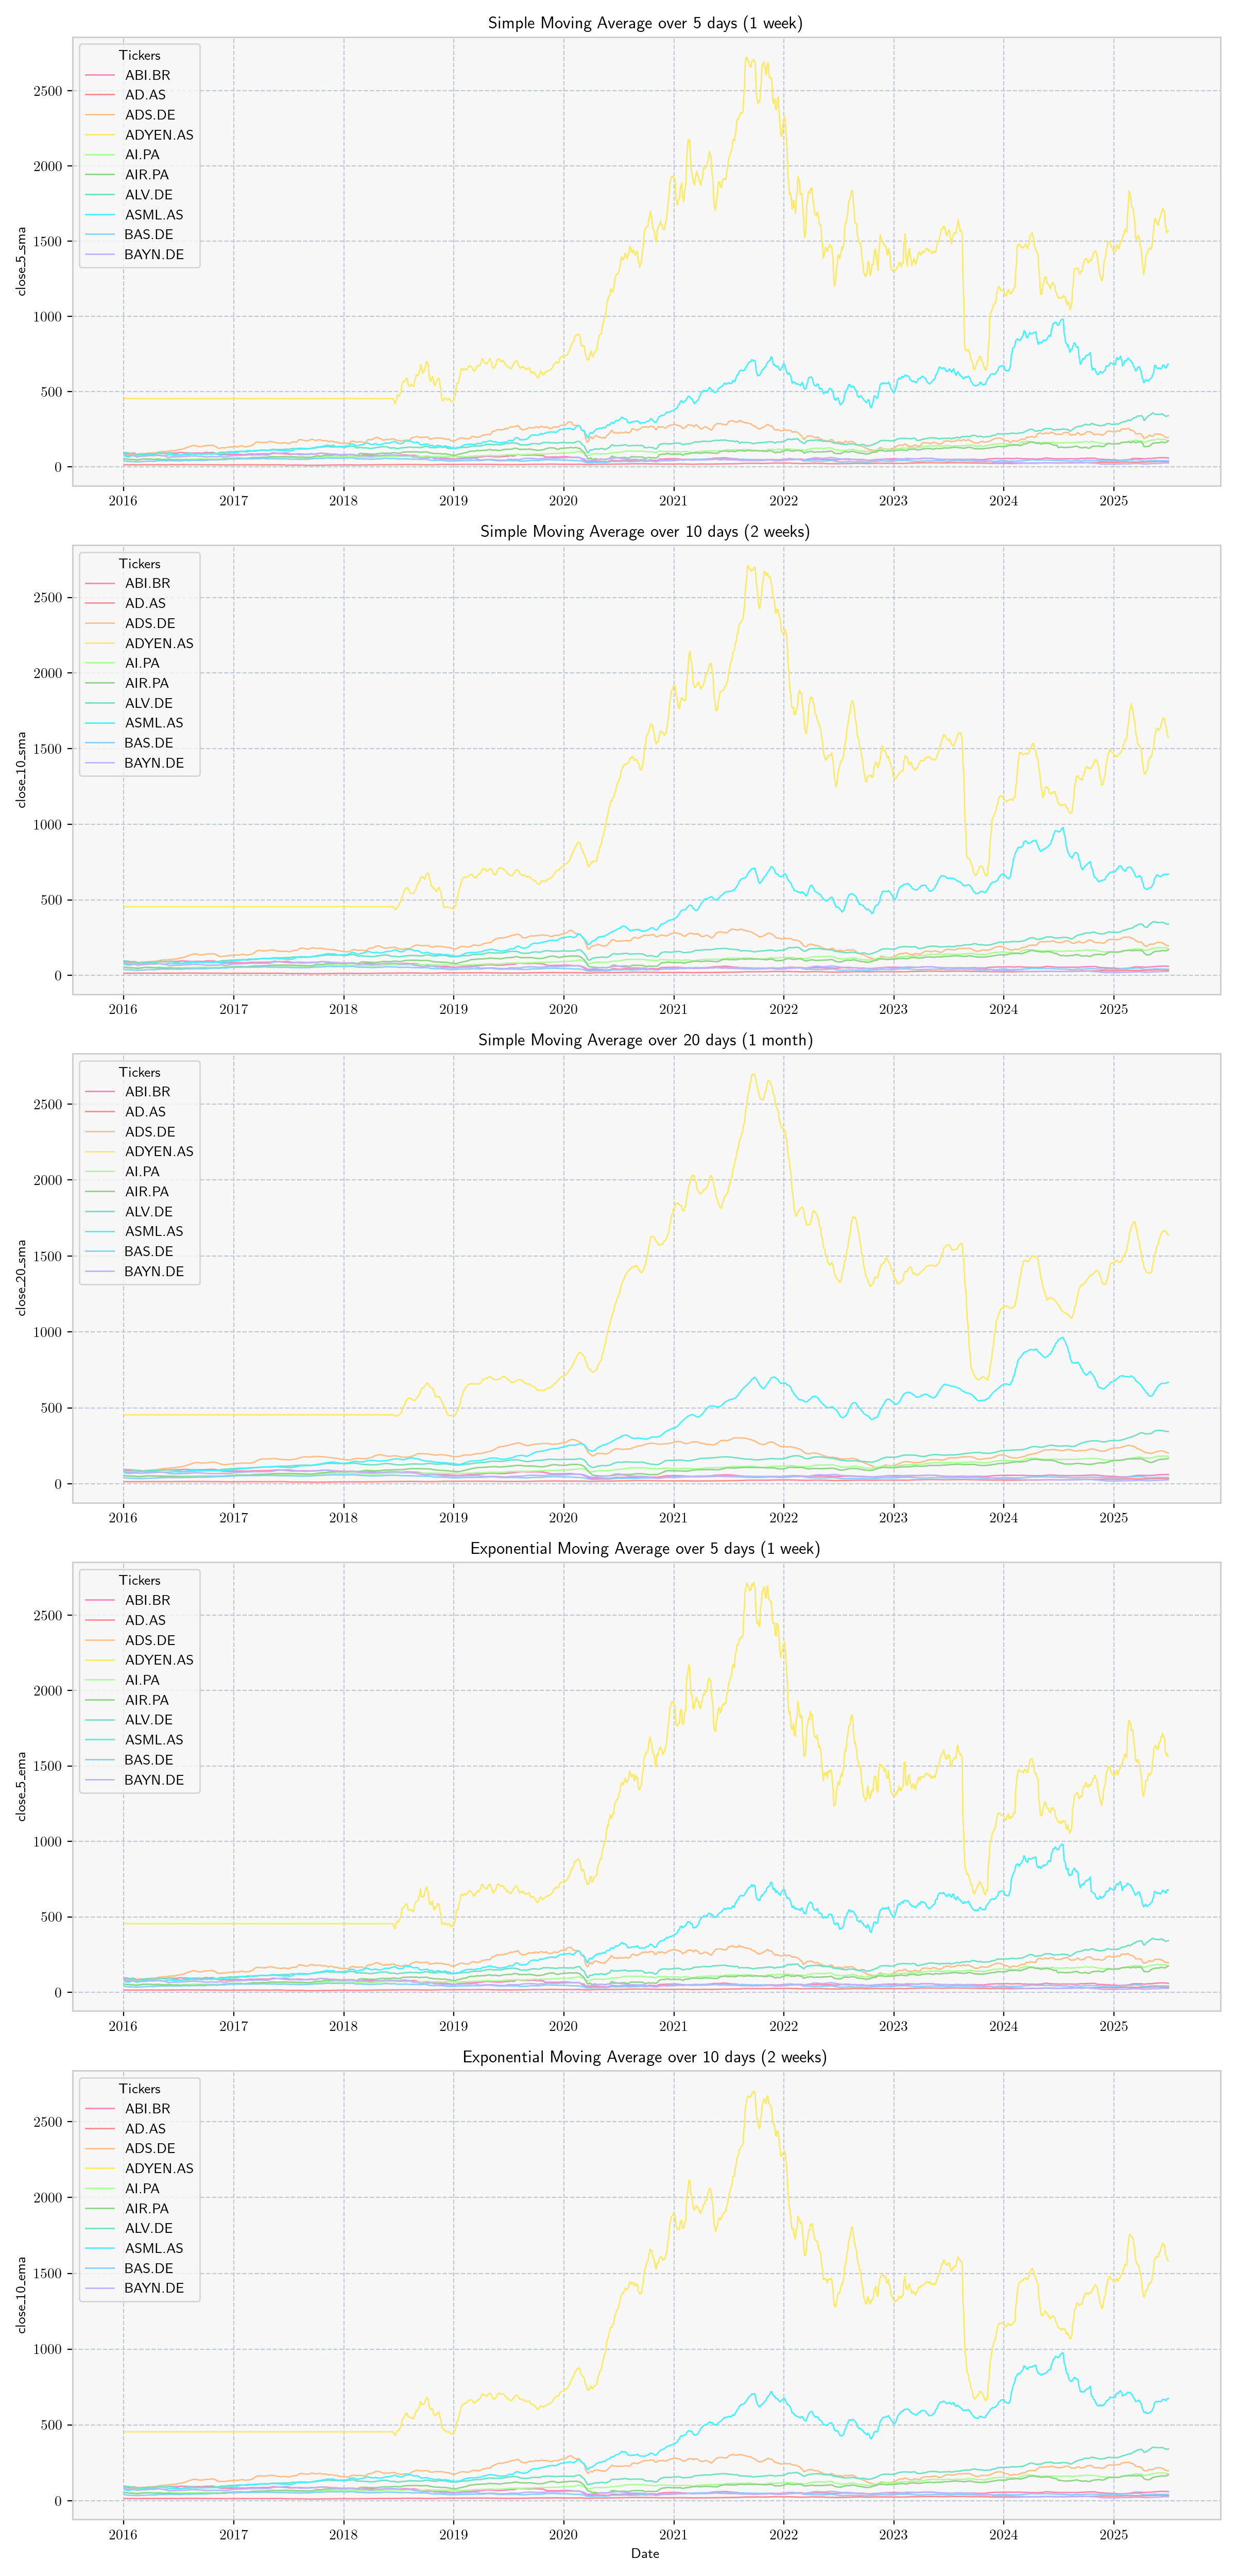 Simple Moving Average over 5 days (1 week)
Tickers
ABI.BR
AD.AS
ADS.DE
ADYEN.AS
AI.PA
AIR.PA
ALV.DE
ASML.AS
BAS.DE
BAYN.DE
close_5_sma
2500
2000
1500
1000
500
0
2016 2017 2018 2019 2020 2021 2022 2023 2024 2025
Simple Moving Average over 10 days (2 weeks)
Tickers
ABI.BR
AD.AS
ADS.DE
ADYEN.AS
AI.PA
AIR.PA
ALV.DE
ASML.AS
BAS.DE
BAYN.DE
close_10_sma
2500
2000
1500
1000
500
0
2016 2017 2018 2019 2020 2021 2022 2023 2024 2025
Simple Moving Average over 20 days (1 month)
Tickers
ABI.BR
AD.AS
ADS.DE
ADYEN.AS
AI.PA
AIR.PA
ALV.DE
ASML.AS
BAS.DE
BAYN.DE
close_20_sma
2500
2000
1500
1000
500
0
2016 2017 2018 2019 2020 2021 2022 2023 2024 2025
Exponential Moving Average over 5 days (1 week)
Tickers
ABI.BR
AD.AS
ADS.DE
ADYEN.AS
AI.PA
AIR.PA
ALV.DE
ASML.AS
BAS.DE
BAYN.DE
close_5_ema
2500
2000
1500
1000
500
0
2016 2017 2018 2019 2020 2021 2022 2023 2024 2025
Exponential Moving Average over 10 days (2 weeks)
Tickers
ABI.BR
AD.AS
ADS.DE
ADYEN.AS
AI.PA
AIR.PA
ALV.DE
ASML.AS
BAS.DE
BAYN.DE
close_10_ema
2500
2000
1500
1000
500
0
2016 2017 2018 2019 2020 2021 2022 2023 2024 2025
Date